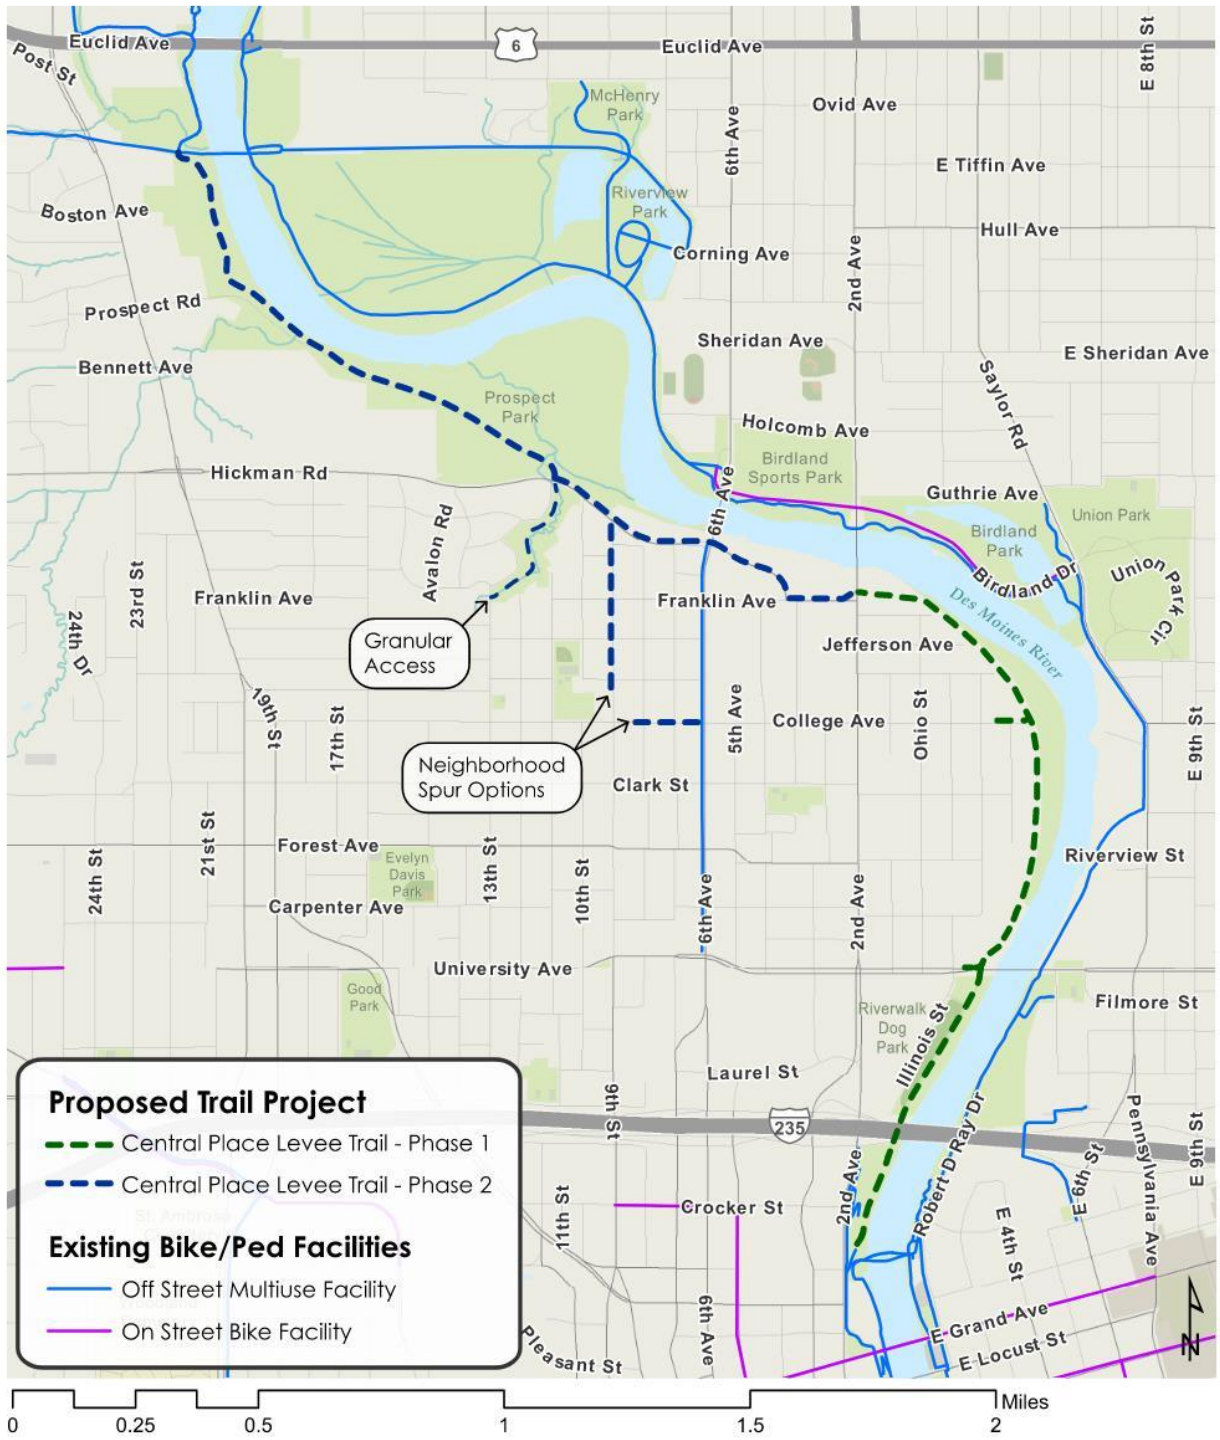 Euclid Ave
6
Euclid Ave
E 8th St
Post St
McHenry
Park
Ovid Ave
6th Ave
E Tiffin Ave
Boston Ave
Riverview
Park
Hull Ave
Corning Ave
2nd Ave
Prospect Rd
Sheridan Ave
E Sheridan Ave
Bennett Ave
Saylor Rd
Prospect
Park
Holcomb Ave
Birdland
Sports Park
Hickman Rd
6th Ave
Guthrie Ave
Union Park
Avalon Rd
Birdland
Park
Birdland Dr
Union Park Cir
23rd St
Franklin Ave
Franklin Ave
Des Moines River
24th Dr
Granular
Access
Jefferson Ave
19th St
17th St
5th Ave
College Ave
Ohio St
E 9th St
Neighborhood
Spur Options
Clark St
21st St
Forest Ave
Evelyn
Davis
Park
13th St
10th St
Riverview St
24th St
Carpenter Ave
6th Ave
2nd Ave
University Ave
Good
Park
Riverwalk
Dog
Park
Illinois St
Filmore St
Laurel St
9th St
235
Robert D Ray Dr
Pennsylvania Ave
E 9th St
E 6th St
2nd Ave
11th St
Crocker St
E 4th St
6th Ave
E Grand Ave
E Locust St
Pleasant St
Proposed Trail Project
Central Place Levee Trail - Phase 1
Central Place Levee Trail - Phase 2
St. Ambrose
Existing Bike/Ped Facilities
Off Street Multiuse Facility
On Street Bike Facility
N
Miles
0 0.25 0.5 1 1.5 2